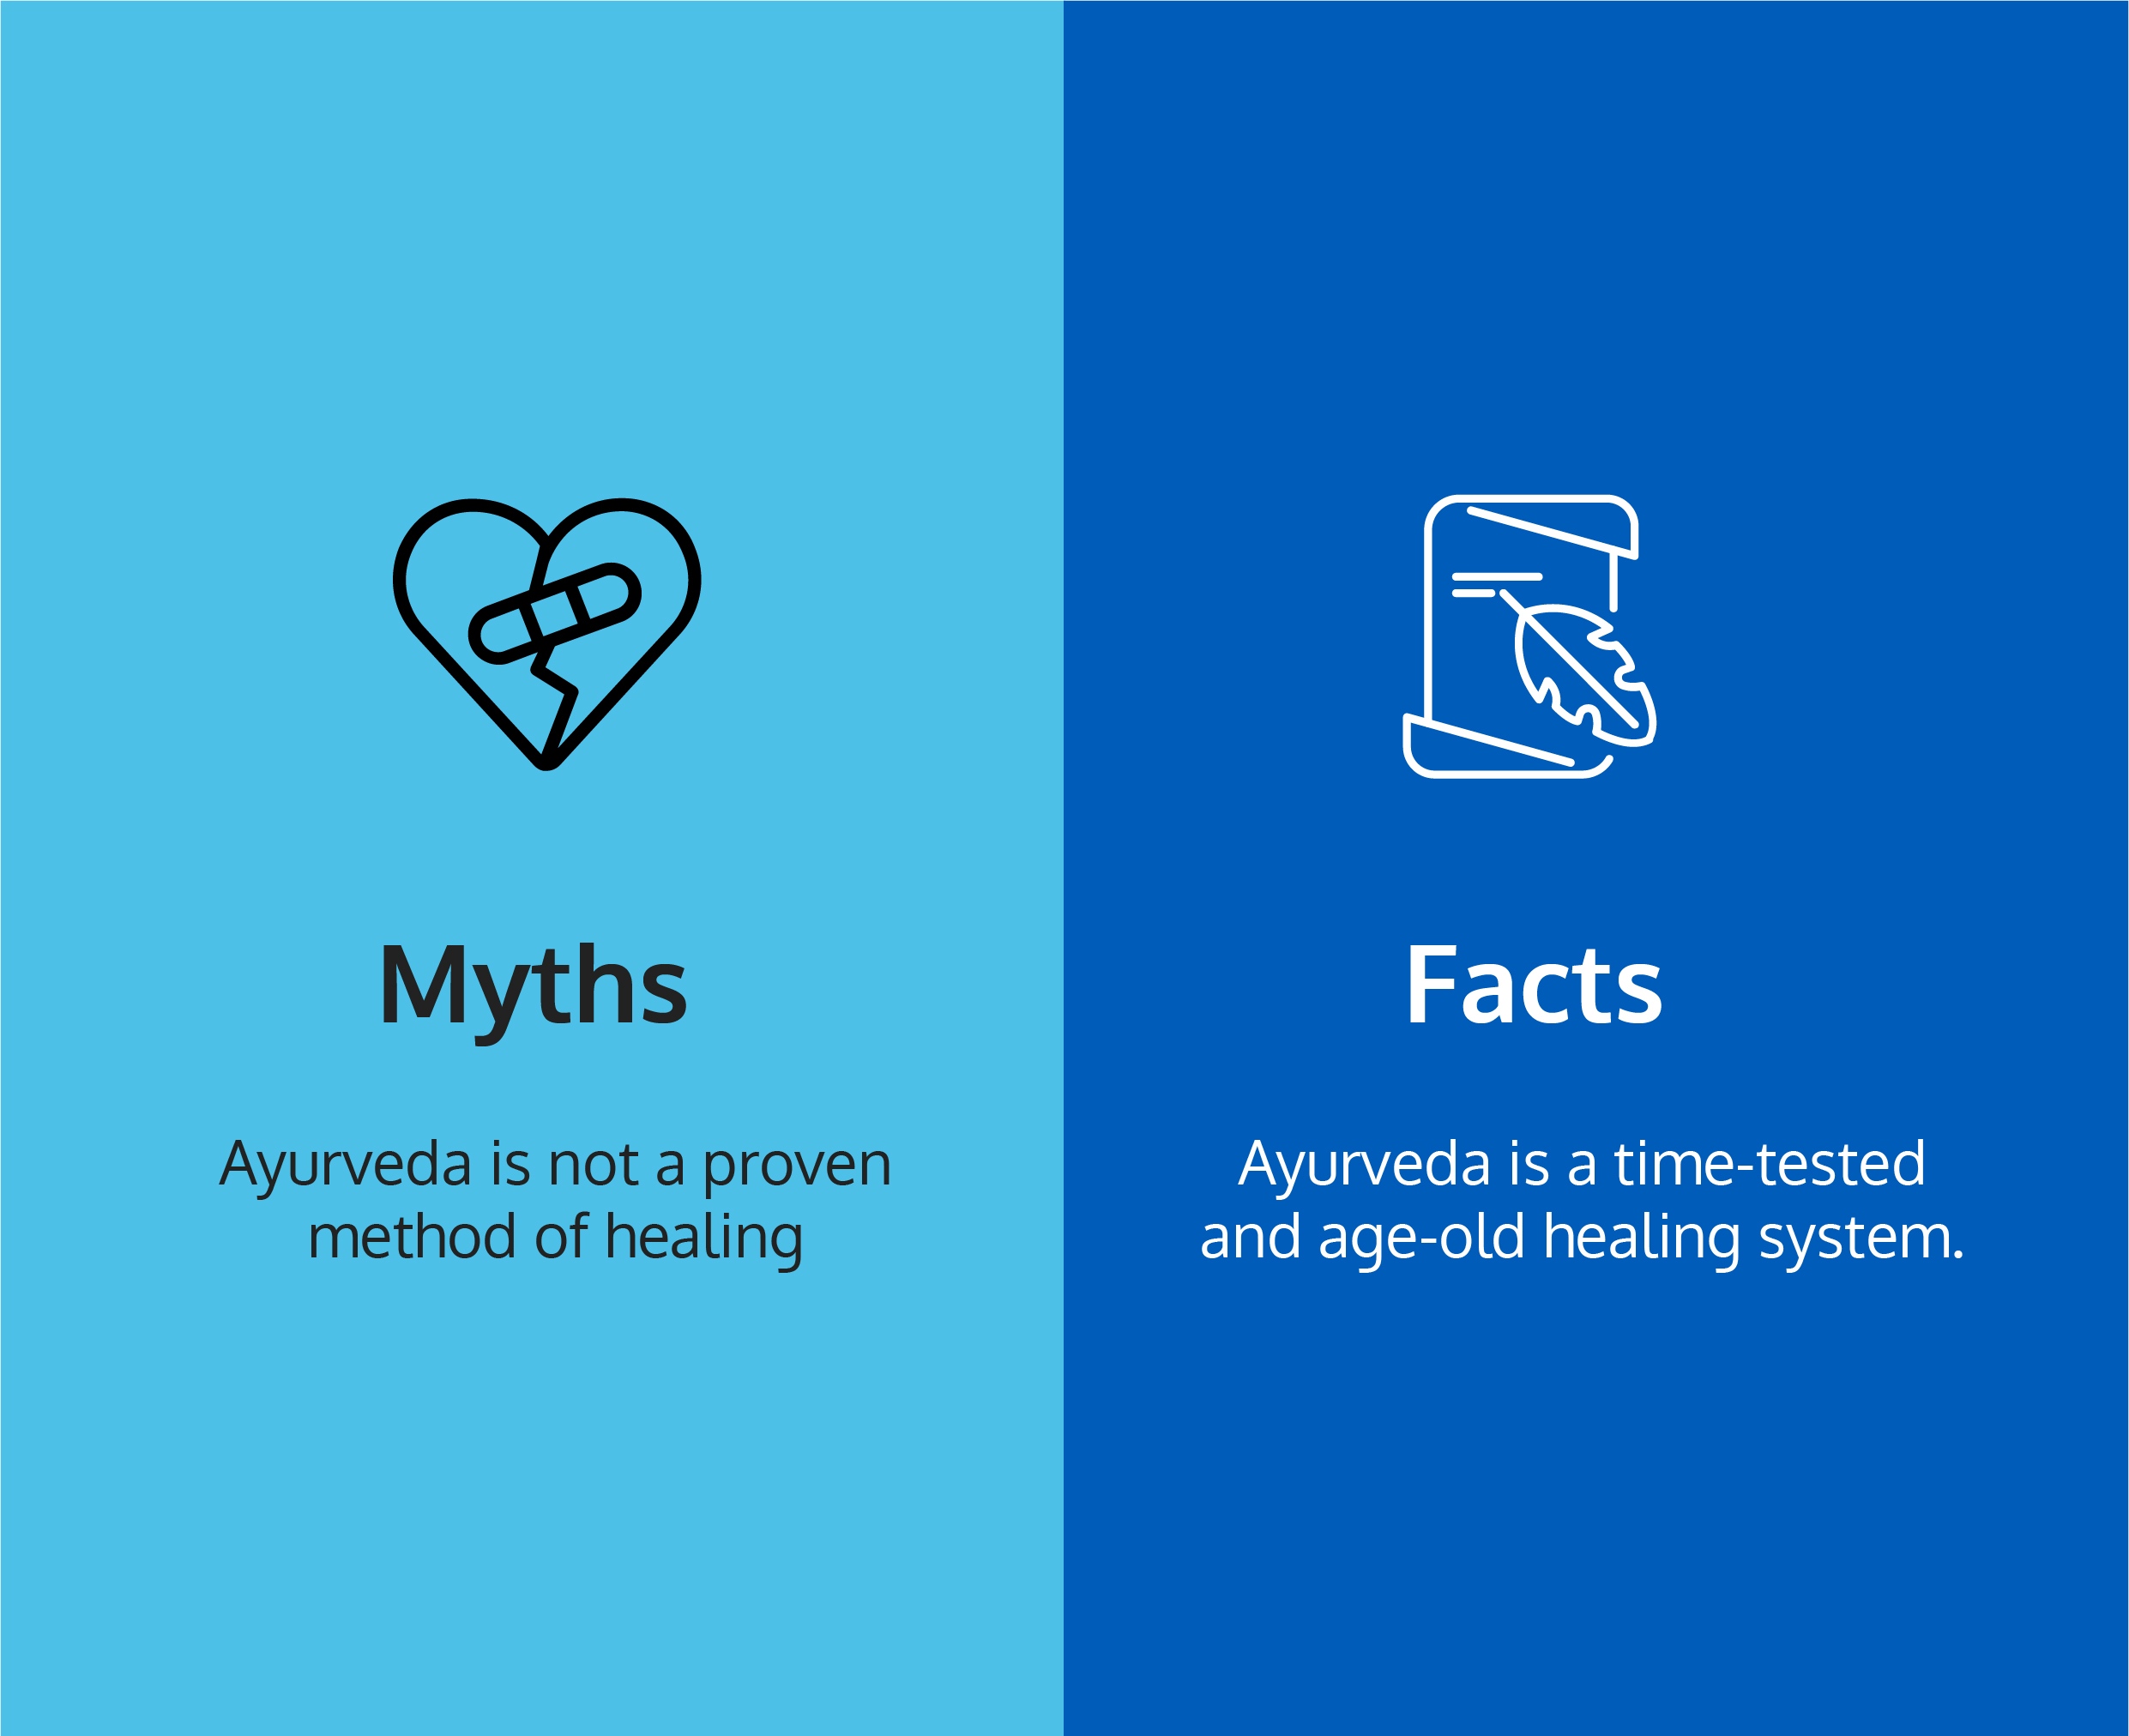 Myths
Ayurveda is not a proven
method of healing
Facts
Ayurveda is a time-tested
and age-old healing system.